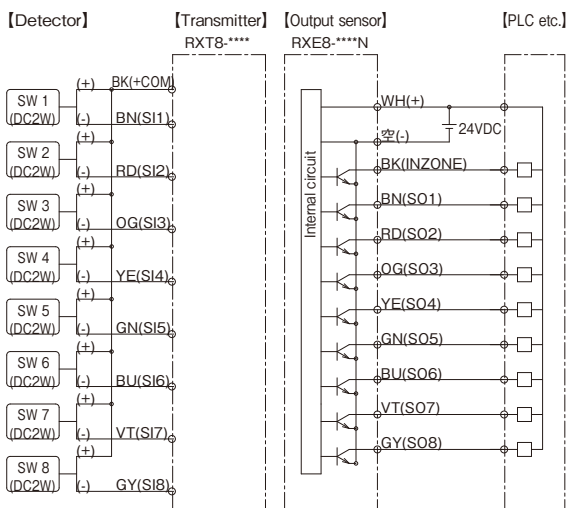 【Detector】
【Transmitter】
RXT8-****
【Output sensor】
RXE8-****N
【PLC etc.】
(+) BK(+COM)
SW 1
(DC2W)
(-) BN(SI1)
(+)
SW 2
(DC2W)
(-) RD(SI2)
(+)
SW 3
(DC2W)
(-) OG(SI3)
(+)
SW 4
(DC2W)
(-) YE(SI4)
(+)
SW 5
(DC2W)
(-) GN(SI5)
(+)
SW 6
(DC2W)
(-) BU(SI6)
(+)
SW 7
(DC2W)
(-) VT(SI7)
(+)
SW 8
(DC2W)
(-) GY(SI8)
Internal circuit
WH(+)
24VDC
空(-)
BK(INZONE)
BN(SO1)
RD(SO2)
OG(SO3)
YE(SO4)
GN(SO5)
BU(SO6)
VT(SO7)
GY(SO8)